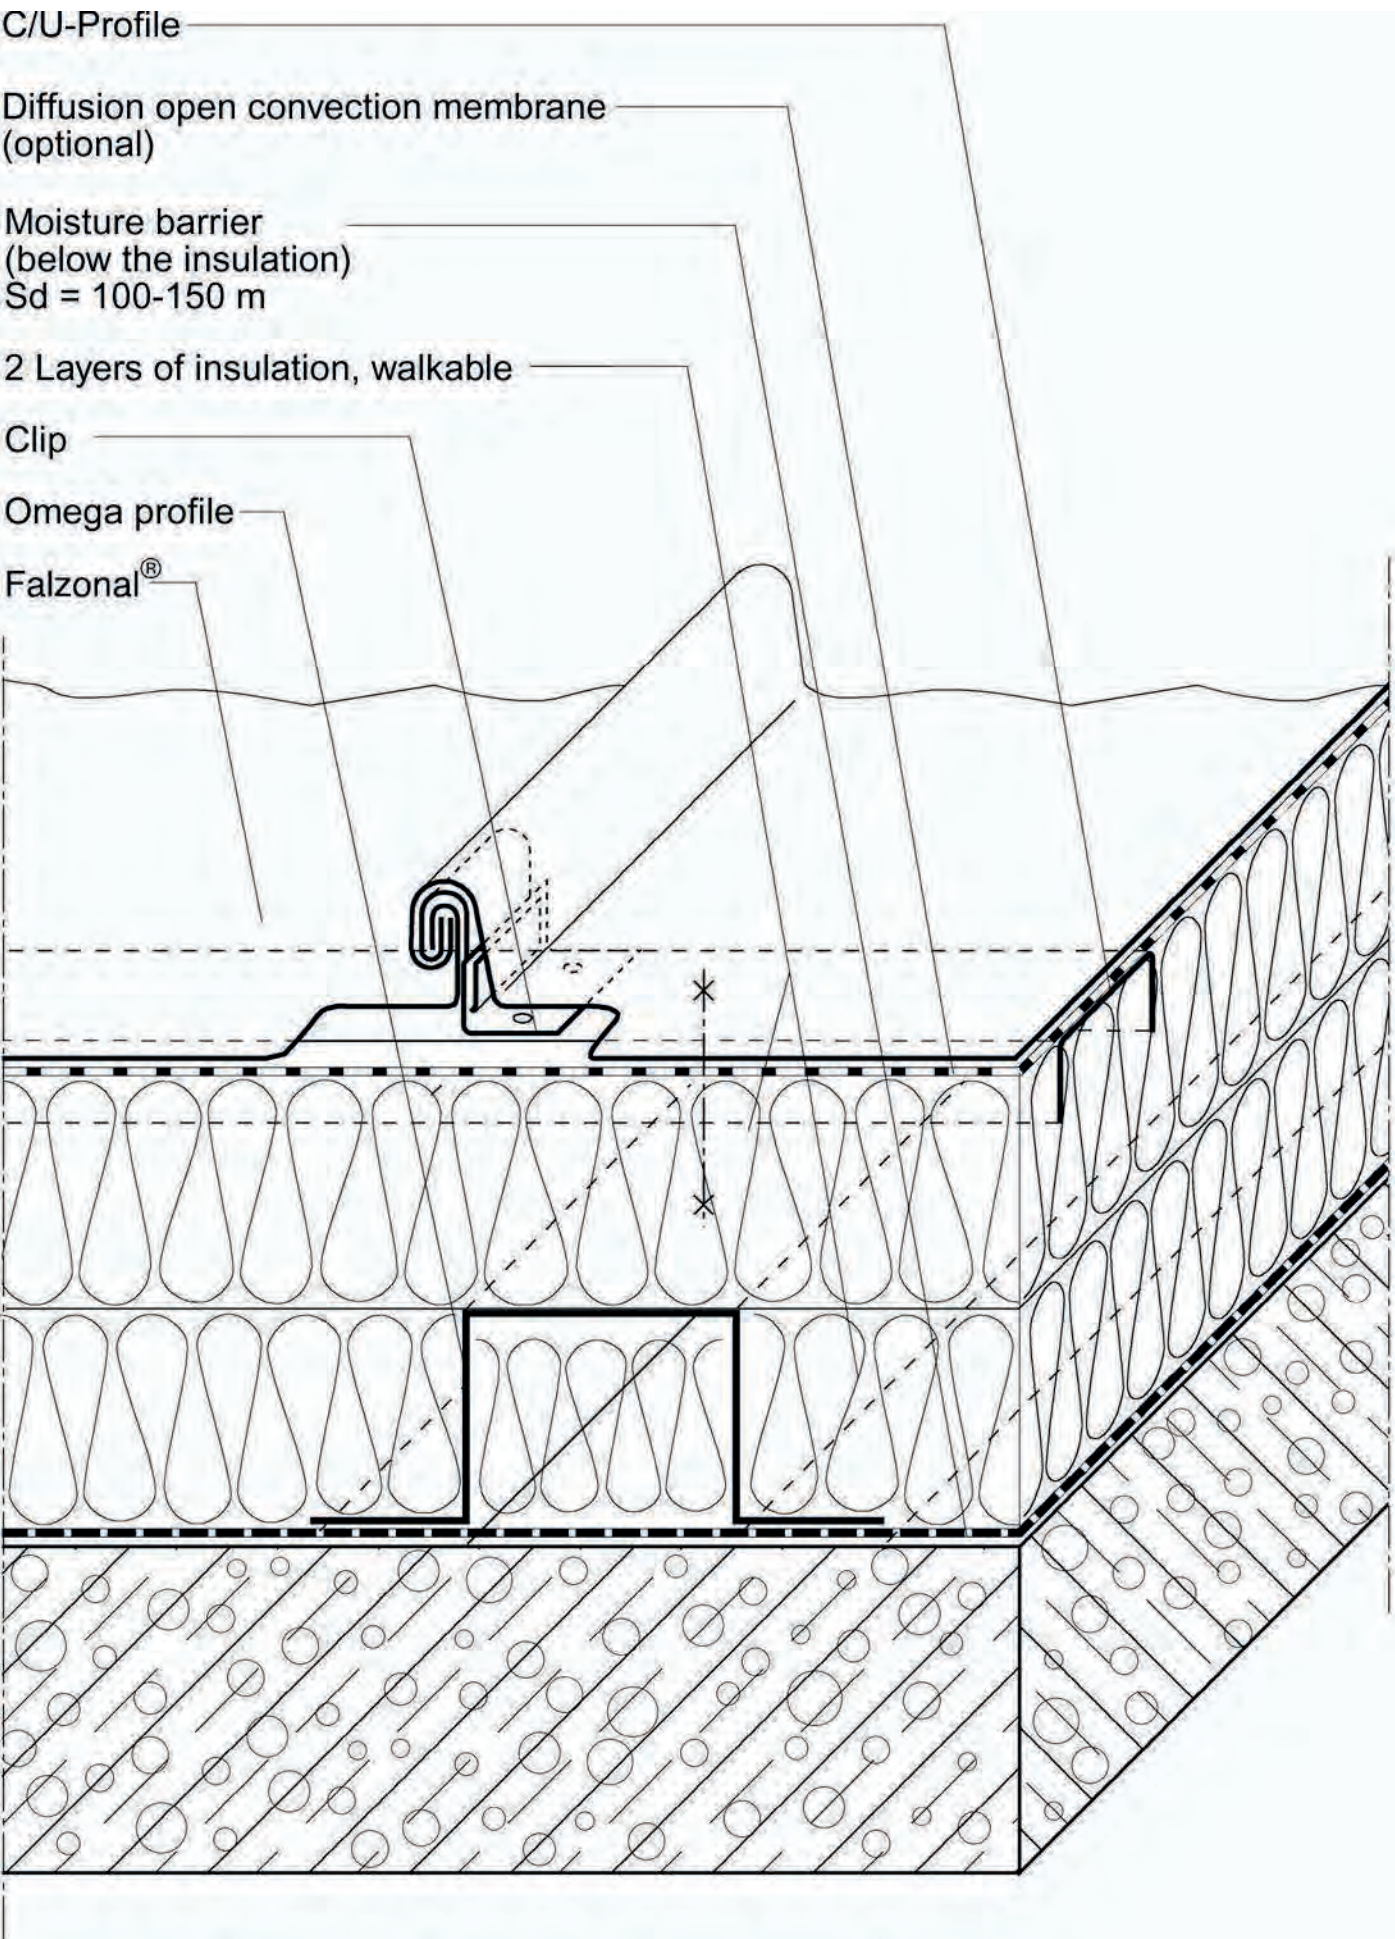 C/U-Profile
Diffusion open convection membrane
(optional)
Moisture barrier
(below the insulation)
Sd = 100-150 m
2 Layers of insulation, walkable
Clip
Omega profile
Falzonal®